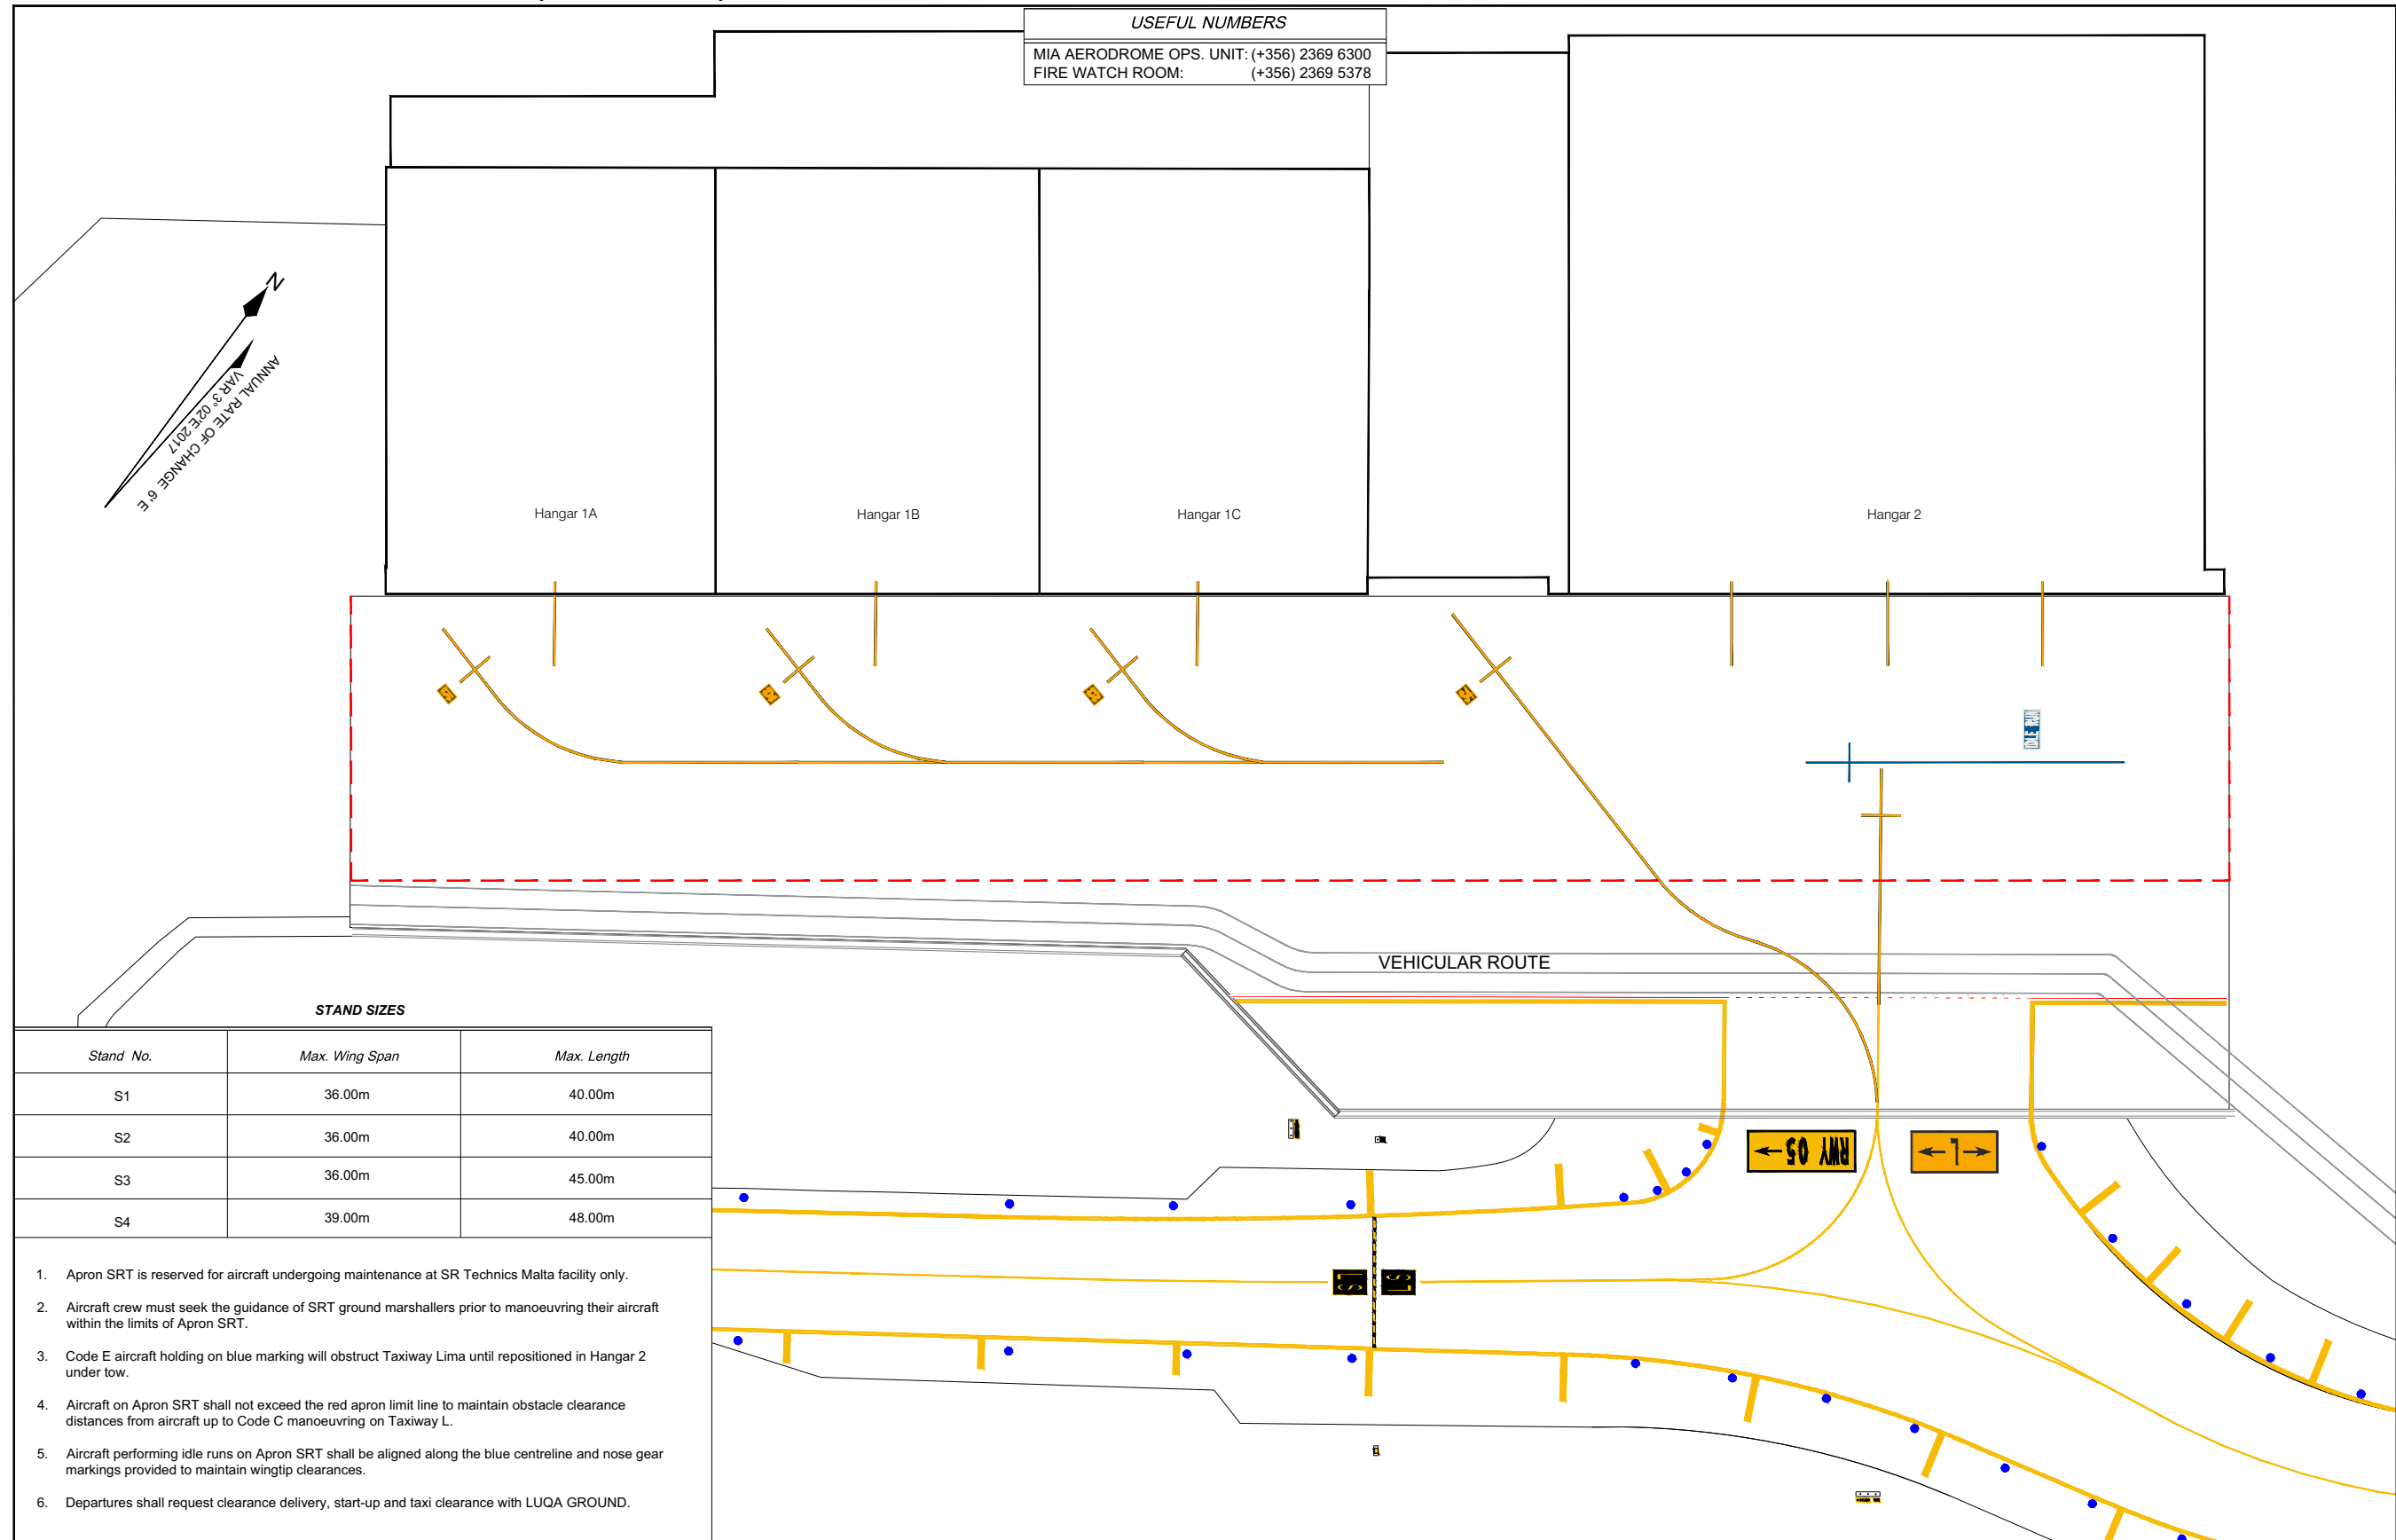 USEFUL NUMBERS
MIA AERODROME OPS. UNIT: (+356) 2369 6300
FIRE WATCH ROOM: (+356) 2369 5378
N
VAR 3° 02'E 2017
ANNUAL RATE OF CHANGE 6' E
Hangar 1A
Hangar 1B
Hangar 1C
Hangar 2
VEHICULAR ROUTE
RWY 05
L
STAND SIZES
Stand No. Max. Wing Span Max. Length
S1 36.00m 40.00m
S2 36.00m 40.00m
S3 36.00m 45.00m
S4 39.00m 48.00m
1. Apron SRT is reserved for aircraft undergoing maintenance at SR Technics Malta facility only.
2. Aircraft crew must seek the guidance of SRT ground marshallers prior to manoeuvring their aircraft
within the limits of Apron SRT.
3. Code E aircraft holding on blue marking will obstruct Taxiway Lima until repositioned in Hangar 2
under tow.
4. Aircraft on Apron SRT shall not exceed the red apron limit line to maintain obstacle clearance
distances from aircraft up to Code C manoeuvring on Taxiway L.
5. Aircraft performing idle runs on Apron SRT shall be aligned along the blue centreline and nose gear
markings provided to maintain wingtip clearances.
6. Departures shall request clearance delivery, start-up and taxi clearance with LUQA GROUND.